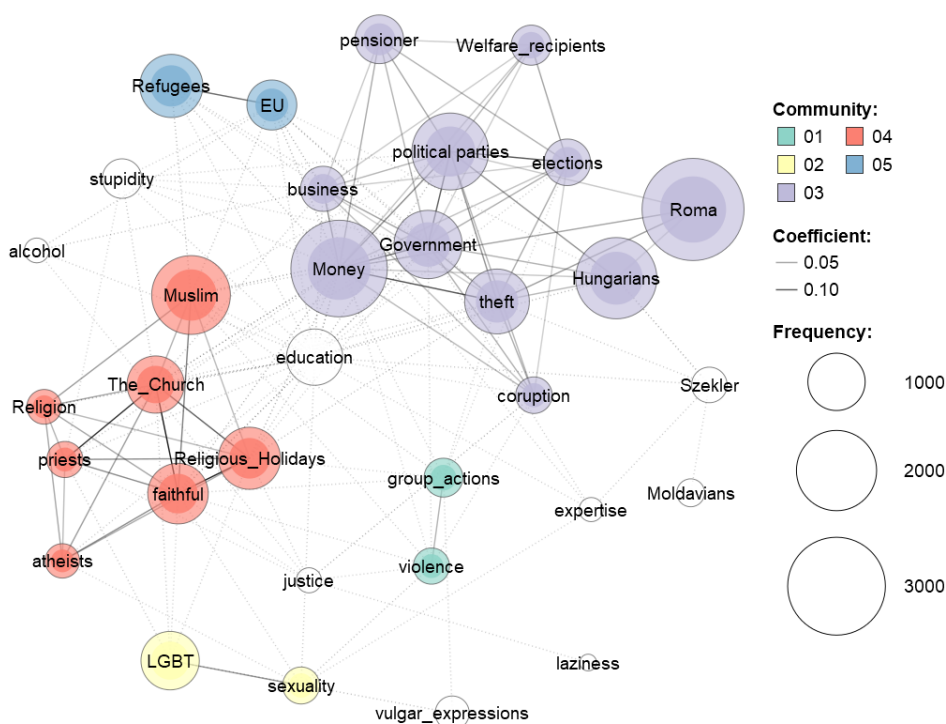 pensioner
Welfare_recipients
Refugees
EU
political parties
elections
stupidity
business
Roma
alcohol
Government
Money
Hungarians
Muslim
theft
education
The_Church
Szekler
Religion
coruption
priests
Religious_Holidays
group_actions
faithful
Moldavians
expertise
atheists
violence
justice
LGBT
laziness
sexuality
vulgar_expressions
Community:
01 04
02 05
03
Coefficient:
0.05
0.10
Frequency:
1000
2000
3000